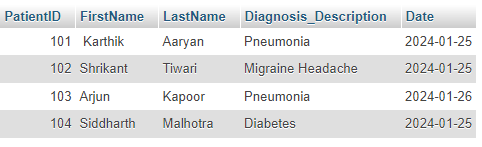 PatientID FirstName LastName Diagnosis_Description Date
101 Karthik Aaryan Pneumonia 2024-01-25
102 Shrikant Tiwari Migraine Headache 2024-01-25
103 Arjun Kapoor Pneumonia 2024-01-26
104 Siddharth Malhotra Diabetes 2024-01-25